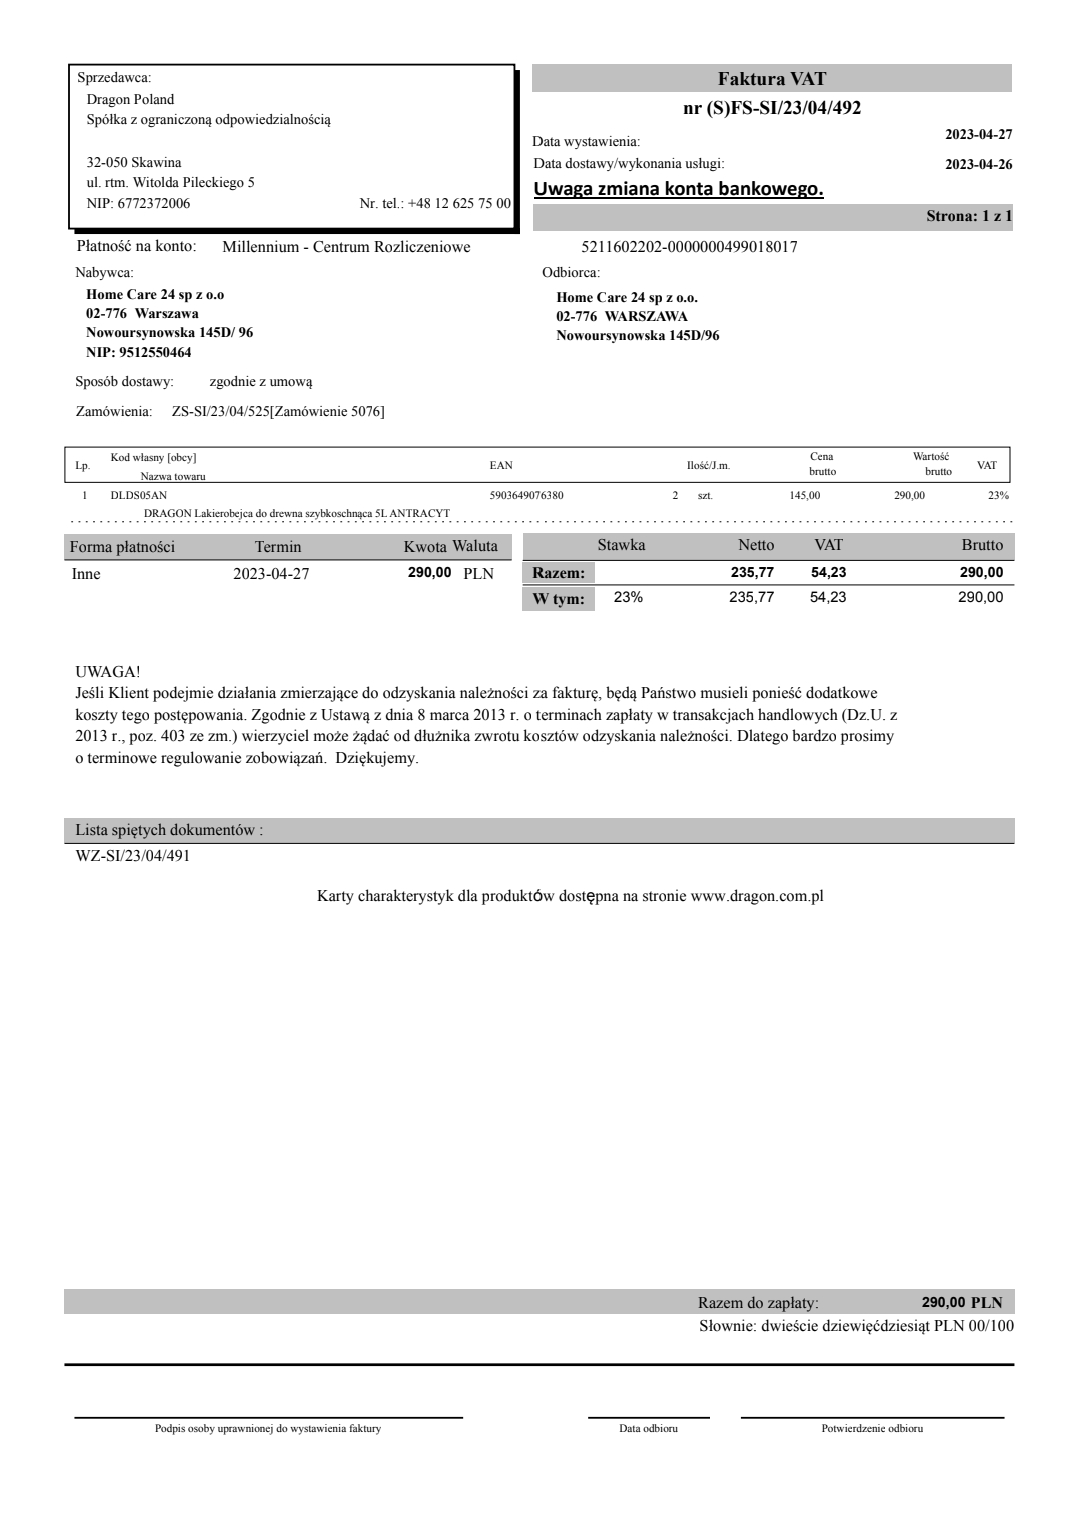 Sprzedawca:
Dragon Poland
Spółka z ograniczoną odpowiedzialnością
32-050 Skawina
ul. rtm. Witolda Pileckiego 5
NIP: 6772372006 Nr. tel.: +48 12 625 75 00
Faktura VAT
nr (S)FS-SI/23/04/492
Data wystawienia: 2023-04-27
Data dostawy/wykonania usługi: 2023-04-26
Uwaga zmiana konta bankowego.
Strona: 1 z 1
Płatność na konto: Millennium - Centrum Rozliczeniowe 5211602202-0000000499018017
Nabywca:
Home Care 24 sp z o.o
02-776 Warszawa
Nowoursynowska 145D/ 96
NIP: 9512550464
Odbiorca:
Home Care 24 sp z o.o.
02-776 WARSZAWA
Nowoursynowska 145D/96
Sposób dostawy: zgodnie z umową
Zamówienia: ZS-SI/23/04/525[Zamówienie 5076]
Lp. Kod własny [obcy] Nazwa towaru EAN Ilość/J.m. Cena brutto Wartość brutto VAT
1 DLDS05AN 5903649076380 2 szt. 145,00 290,00 23%
DRAGON Lakierobejca do drewna szybkoschnąca 5L ANTRACYT
Forma płatności Termin Kwota Waluta
Inne 2023-04-27 290,00 PLN
Stawka Netto VAT Brutto
Razem: 235,77 54,23 290,00
W tym: 23% 235,77 54,23 290,00
UWAGA!
Jeśli Klient podejmie działania zmierzające do odzyskania należności za fakturę, będą Państwo musieli ponieść dodatkowe
koszty tego postępowania. Zgodnie z Ustawą z dnia 8 marca 2013 r. o terminach zapłaty w transakcjach handlowych (Dz.U. z
2013 r., poz. 403 ze zm.) wierzyciel może żądać od dłużnika zwrotu kosztów odzyskania należności. Dlatego bardzo prosimy
o terminowe regulowanie zobowiązań. Dziękujemy.
Lista spiętych dokumentów :
WZ-SI/23/04/491
Karty charakterystyk dla produktów dostępna na stronie www.dragon.com.pl
Razem do zapłaty: 290,00 PLN
Słownie: dwieście dziewięćdziesiąt PLN 00/100
Podpis osoby uprawnionej do wystawienia faktury Data odbioru Potwierdzenie odbioru